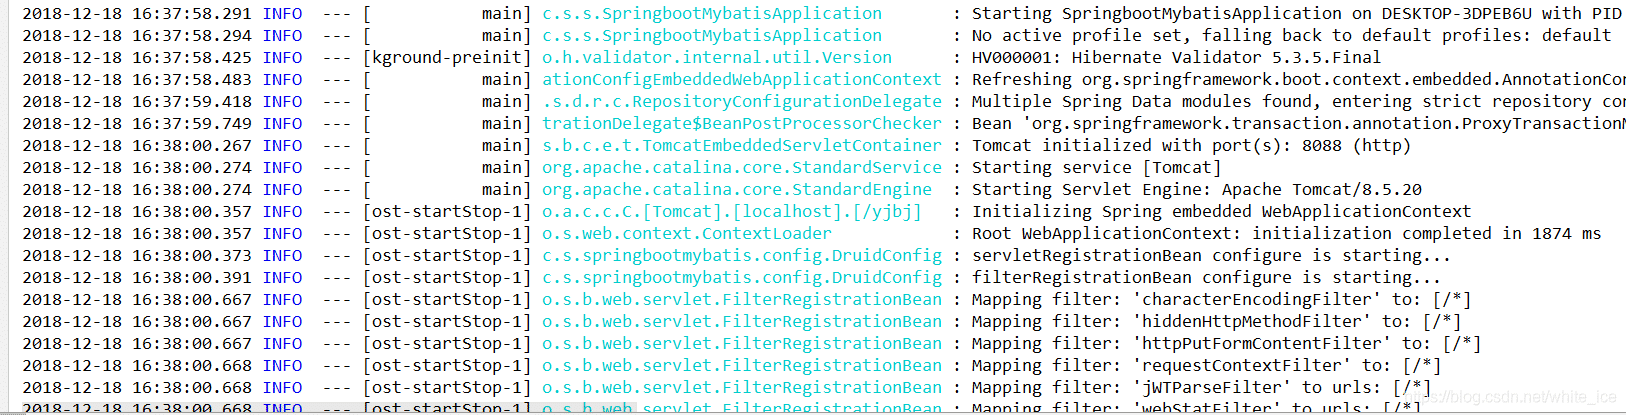 2018-12-18 16:37:58.291 INFO --- [ main] c.s.s.SpringbootMybatisApplication : Starting SpringbootMybatisApplication on DESKTOP-3DPEB6U with PID
2018-12-18 16:37:58.294 INFO --- [ main] c.s.s.SpringbootMybatisApplication : No active profile set, falling back to default profiles: default
2018-12-18 16:37:58.425 INFO --- [kground-preinit] o.h.validator.internal.util.Version : HV000001: Hibernate Validator 5.3.5.Final
2018-12-18 16:37:58.483 INFO --- [ main] ationConfigEmbeddedWebApplicationContext : Refreshing org.springframework.boot.context.embedded.AnnotationCon
2018-12-18 16:37:59.418 INFO --- [ main] .s.d.r.c.RepositoryConfigurationDelegate : Multiple Spring Data modules found, entering strict repository con
2018-12-18 16:37:59.749 INFO --- [ main] trationDelegate$BeanPostProcessorChecker : Bean 'org.springframework.transaction.annotation.ProxyTransactionM
2018-12-18 16:38:00.267 INFO --- [ main] s.b.c.e.t.TomcatEmbeddedServletContainer : Tomcat initialized with port(s): 8088 (http)
2018-12-18 16:38:00.274 INFO --- [ main] org.apache.catalina.core.StandardService : Starting service [Tomcat]
2018-12-18 16:38:00.274 INFO --- [ main] org.apache.catalina.core.StandardEngine : Starting Servlet Engine: Apache Tomcat/8.5.20
2018-12-18 16:38:00.357 INFO --- [ost-startStop-1] o.a.c.c.C.[Tomcat].[localhost].[/yjbj] : Initializing Spring embedded WebApplicationContext
2018-12-18 16:38:00.357 INFO --- [ost-startStop-1] o.s.web.context.ContextLoader : Root WebApplicationContext: initialization completed in 1874 ms
2018-12-18 16:38:00.373 INFO --- [ost-startStop-1] c.s.springbootmybatis.config.DruidConfig : servletRegistrationBean configure is starting...
2018-12-18 16:38:00.391 INFO --- [ost-startStop-1] c.s.springbootmybatis.config.DruidConfig : filterRegistrationBean configure is starting...
2018-12-18 16:38:00.667 INFO --- [ost-startStop-1] o.s.b.web.servlet.FilterRegistrationBean : Mapping filter: 'characterEncodingFilter' to: [/*]
2018-12-18 16:38:00.667 INFO --- [ost-startStop-1] o.s.b.web.servlet.FilterRegistrationBean : Mapping filter: 'hiddenHttpMethodFilter' to: [/*]
2018-12-18 16:38:00.667 INFO --- [ost-startStop-1] o.s.b.web.servlet.FilterRegistrationBean : Mapping filter: 'httpPutFormContentFilter' to: [/*]
2018-12-18 16:38:00.668 INFO --- [ost-startStop-1] o.s.b.web.servlet.FilterRegistrationBean : Mapping filter: 'requestContextFilter' to: [/*]
2018-12-18 16:38:00.668 INFO --- [ost-startStop-1] o.s.b.web.servlet.FilterRegistrationBean : Mapping filter: 'jWTParseFilter' to urls: [/*]
2018-12-18 16:38:00.668 INFO --- [ost-startStop-1] o.s.b.web.servlet.FilterRegistrationBean : Mapping filter: 'webStatFilter' to urls: [/*]
https://blog.csdn.net/white_ice